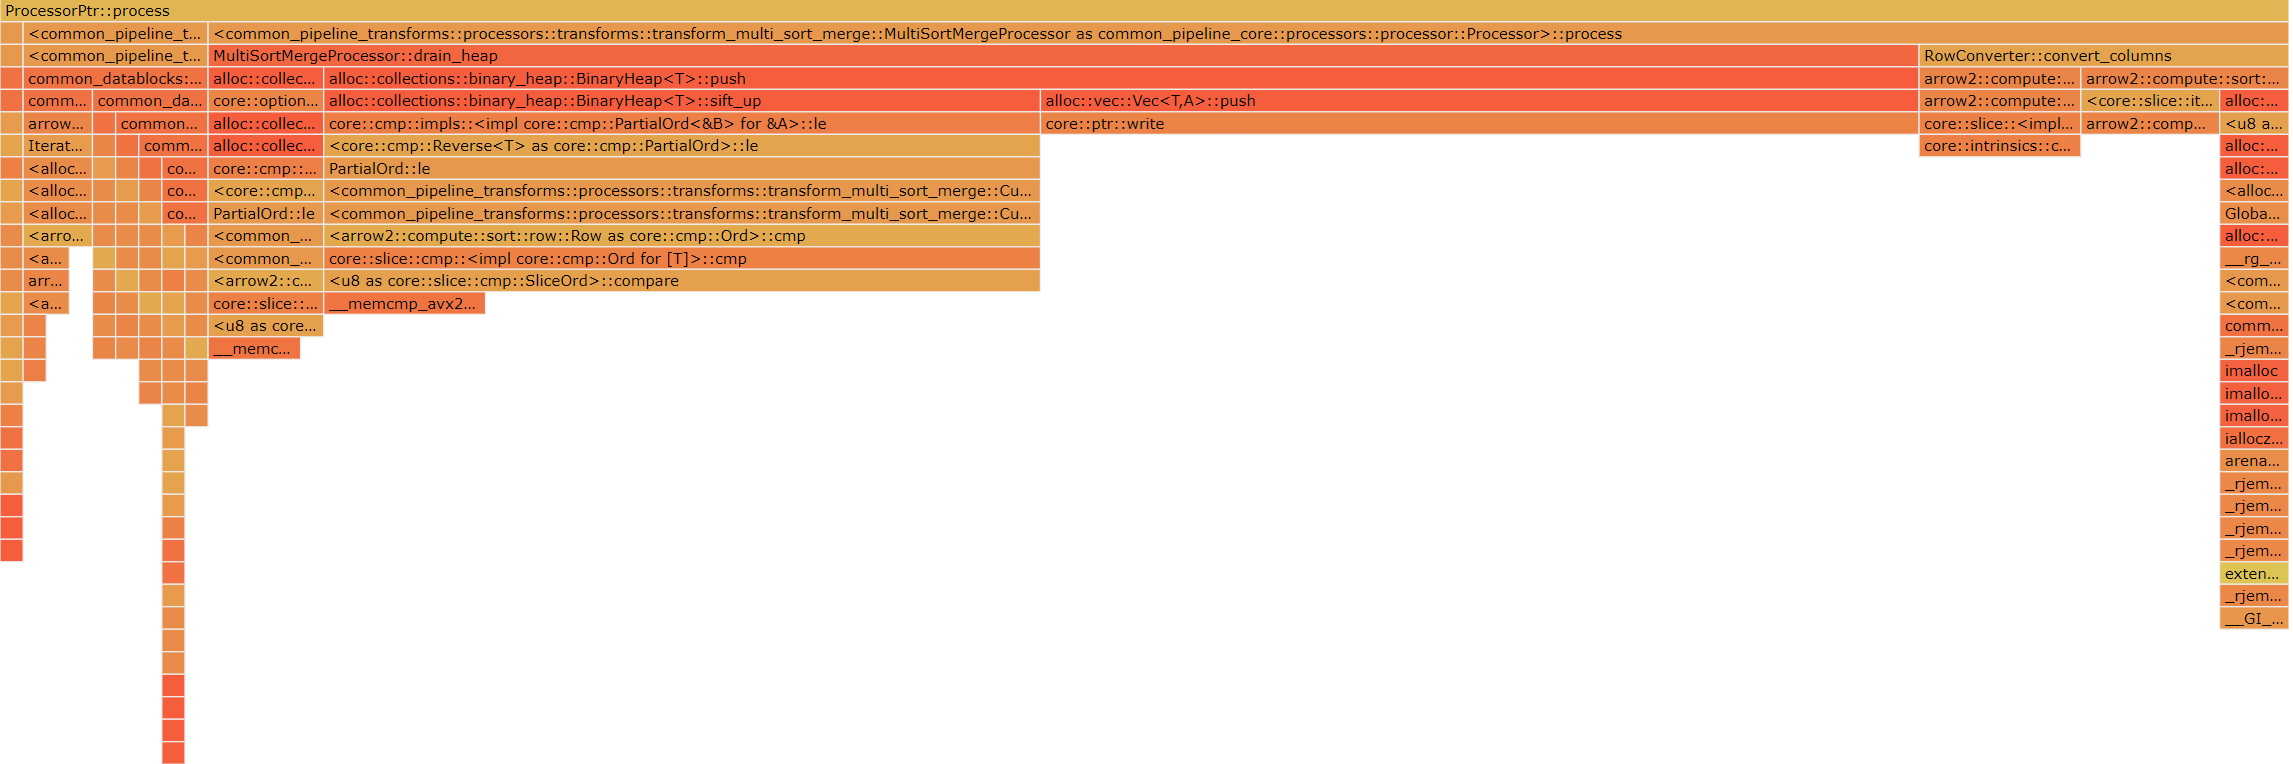 ProcessorPtr::process
<common_pipeline_t... <common_pipeline_transforms::processors::transforms::transform_multi_sort_merge::MultiSortMergeProcessor as common_pipeline_core::processors::processor::Processor>::process
<common_pipeline_t... MultiSortMergeProcessor::drain_heap RowConverter::convert_columns
common_datablocks:... alloc::collec... alloc::collections::binary_heap::BinaryHeap<T>::push arrow2::compute:... arrow2::compute::sort:...
comm... common_da... core::option... alloc::collections::binary_heap::BinaryHeap<T>::sift_up alloc::vec::Vec<T,A>::push arrow2::compute:... <core::slice::it... alloc:...
arrow... common... alloc::collec... core::cmp::impls::<impl core::cmp::PartialOrd<&B> for &A>::le core::ptr::write core::slice::<impl... arrow2::comp... <u8 a...
Iterat... comm... alloc::collec... <core::cmp::Reverse<T> as core::cmp::PartialOrd>::le core::intrinsics::c... alloc:...
<alloc... co... core::cmp::... PartialOrd::le alloc:...
<alloc... co... <core::cmp... <common_pipeline_transforms::processors::transforms::transform_multi_sort_merge::Cu... <alloc...
<alloc... co... PartialOrd::le <common_pipeline_transforms::processors::transforms::transform_multi_sort_merge::Cu... Globa...
<arro... <common_... <arrow2::compute::sort::row::Row as core::cmp::Ord>::cmp alloc:...
<a... <common_... core::slice::cmp::<impl core::cmp::Ord for [T]>::cmp __rg_...
arr... <arrow2::c... <u8 as core::slice::cmp::SliceOrd>::compare <com...
<a... core::slice::... __memcmp_avx2... <com...
<u8 as core... comm...
__memc... _rjem...
imalloc
imallo...
imallo...
iallocz...
arena...
_rjem...
_rjem...
_rjem...
_rjem...
exten...
_rjem...
__GI_...